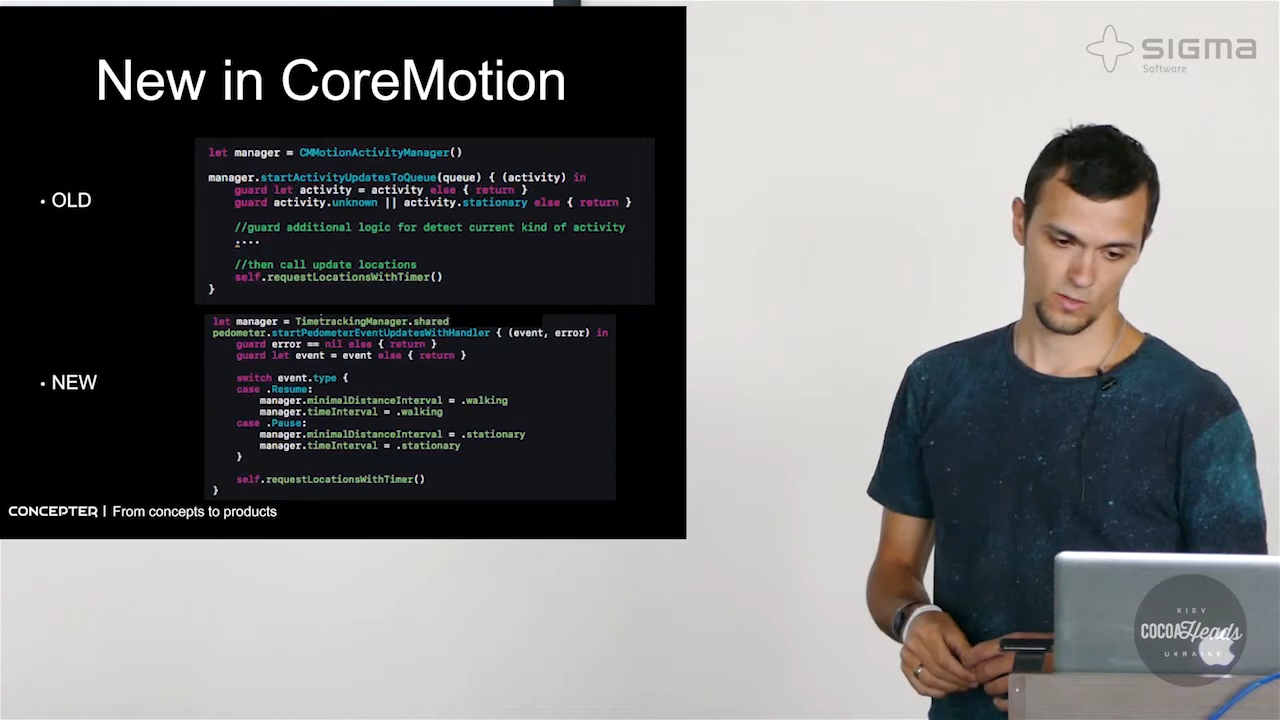 New in CoreMotion
• OLD
let manager = CMMotionActivityManager()
manager.startActivityUpdatesToQueue(queue) { (activity) in
guard let activity = activity else { return }
guard activity.unknown || activity.stationary else { return }
//guard additional logic for detect current kind of activity
....
//then call update locations
self.requestLocationsWithTimer()
}
• NEW
let manager = TimetrackingManager.shared
pedometer.startPedometerEventUpdatesWithHandler { (event, error) in
guard error == nil else { return }
guard let event = event else { return }
switch event.type {
case .Resume:
manager.minimalDistanceInterval = .walking
manager.timeInterval = .walking
case .Pause:
manager.minimalDistanceInterval = .stationary
manager.timeInterval = .stationary
}
self.requestLocationsWithTimer()
}
CONCEPTER | From concepts to products
SIGMA
Software
KIEV
COCOAHeads
UKRAINE